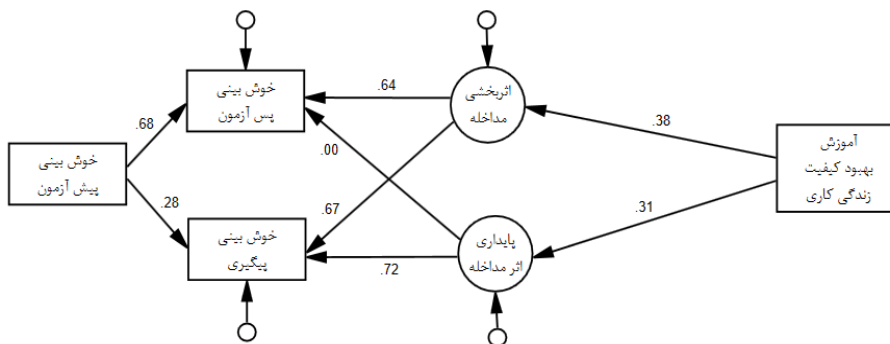 خوش بینی
پس آزمون
اثربخشی
مداخله
.64
.38
.68
.00
آموزش
بهبود کیفیت
زندگی کاری
خوش بینی
پیش آزمون
.28
.67
.31
خوش بینی
پیگیری
پایداری
اثر مداخله
.72